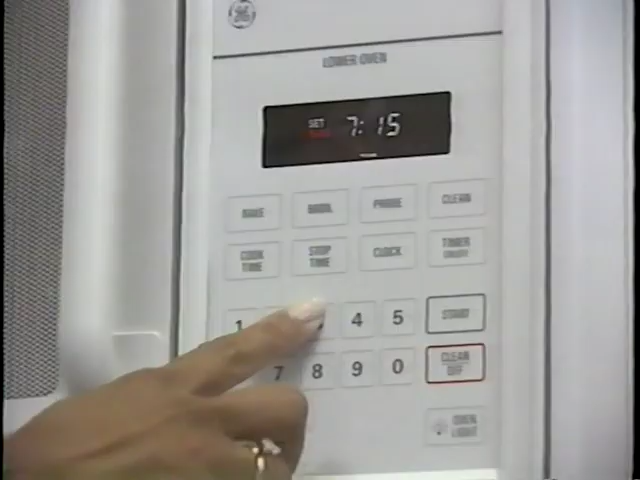 GE
LOWER OVEN
SET
7:15
BAKE BROIL PROBE CLEAN
COOK TIME STOP TIME CLOCK TIMER ON/OFF
1 4 5 START
7 8 9 0 CLEAR OFF
OVEN LIGHT